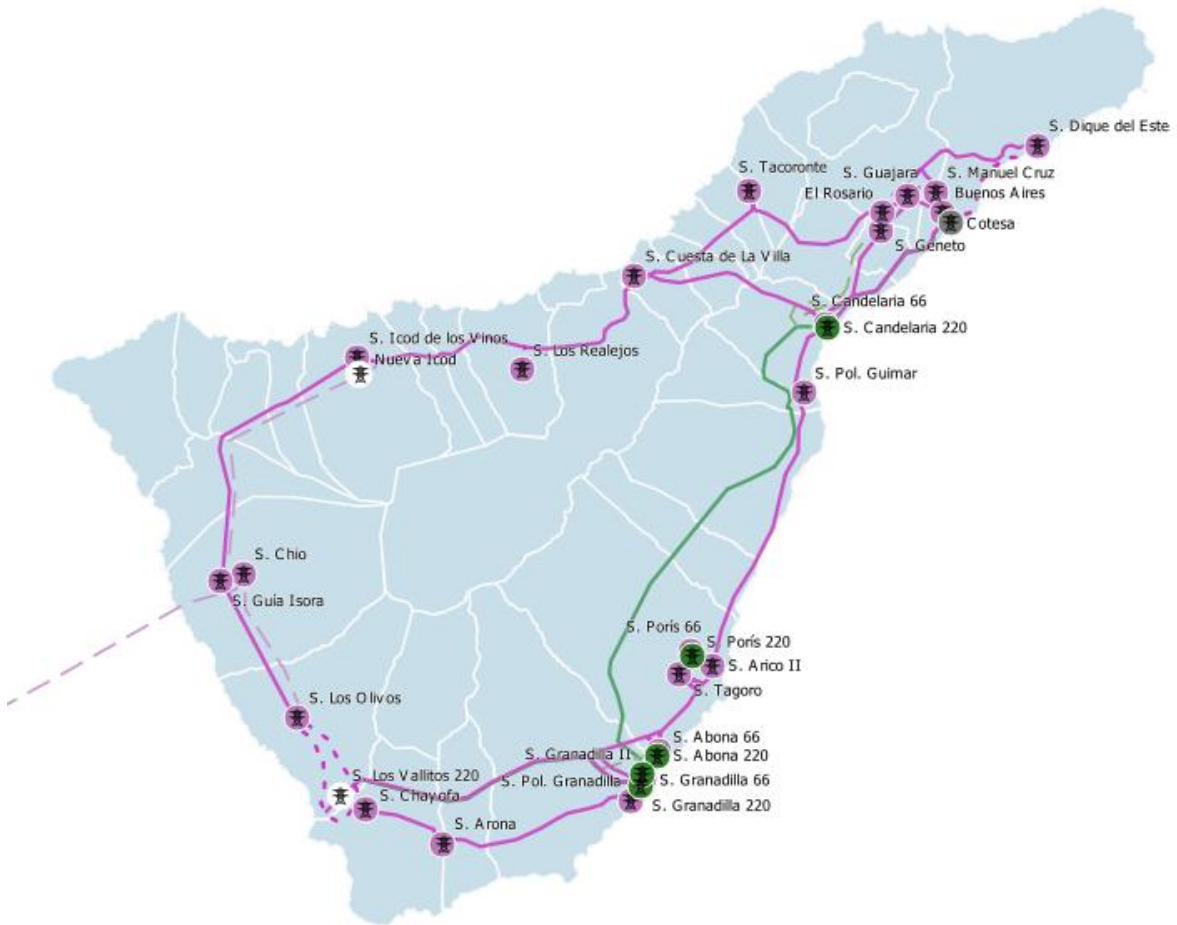 S. Dique del Este
S. Tacoronte
S. Guajara
S. Manuel Cruz
El Rosario
Buenos Aires
Cotesa
S. Geneto
S. Cuesta de La Villa
S. Candelaria 66
S. Candelaria 220
S. Icod de los Vinos
Nueva Icod
S. Los Realejos
S. Pol. Guimar
S. Chio
S. Guía Isora
S. Porís 66
S. Porís 220
S. Arico II
S. Tagoro
S. Los Olivos
S. Abona 66
S. Granadilla II
S. Abona 220
S. Los Vallitos 220
S. Pol. Granadilla
S. Granadilla 66
S. Chayofa
S. Granadilla 220
S. Arona